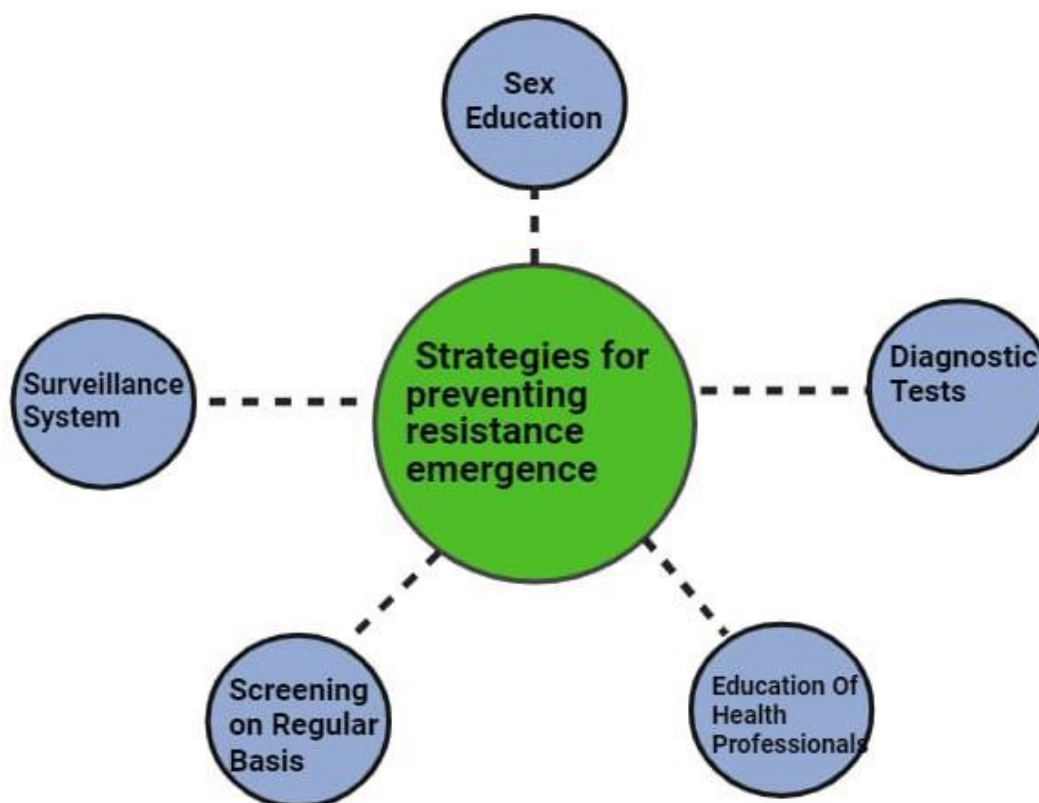 Sex
Education
Strategies for
preventing
resistance
emergence
Surveillance
System
Diagnostic
Tests
Screening
on Regular
Basis
Education Of
Health
Professionals